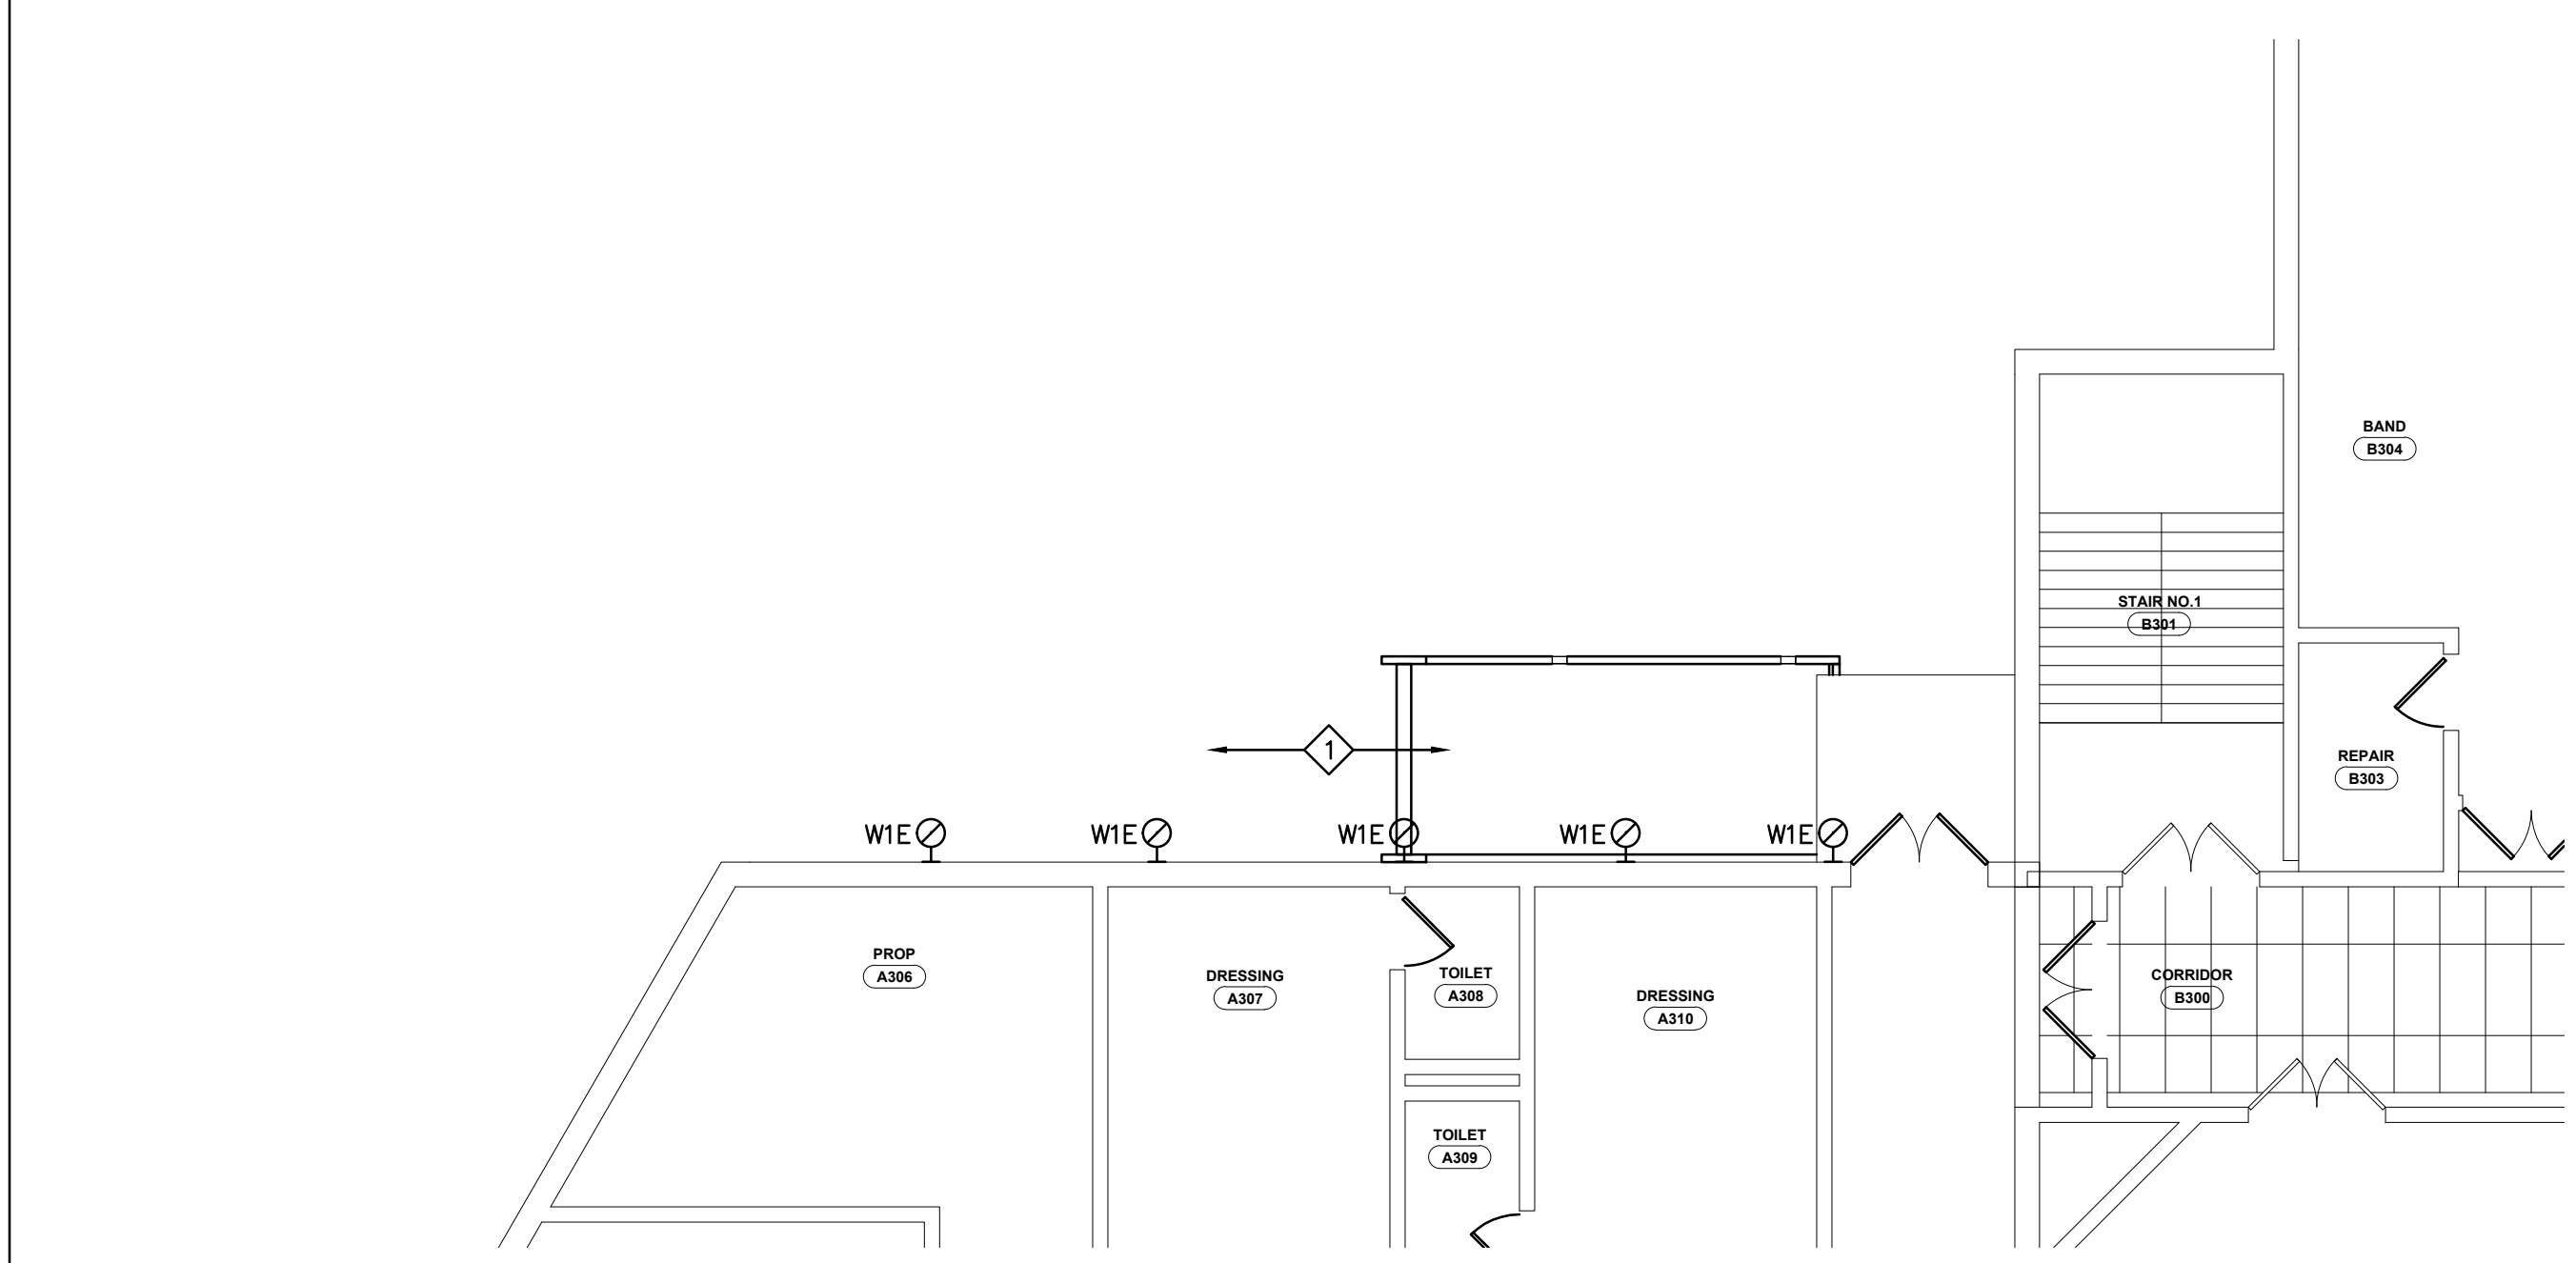 BAND
B304
STAIR NO.1
B301
1
REPAIR
B303
W1E
W1E
W1E
W1E
W1E
PROP
A306
DRESSING
A307
TOILET
A308
DRESSING
A310
CORRIDOR
B300
TOILET
A309